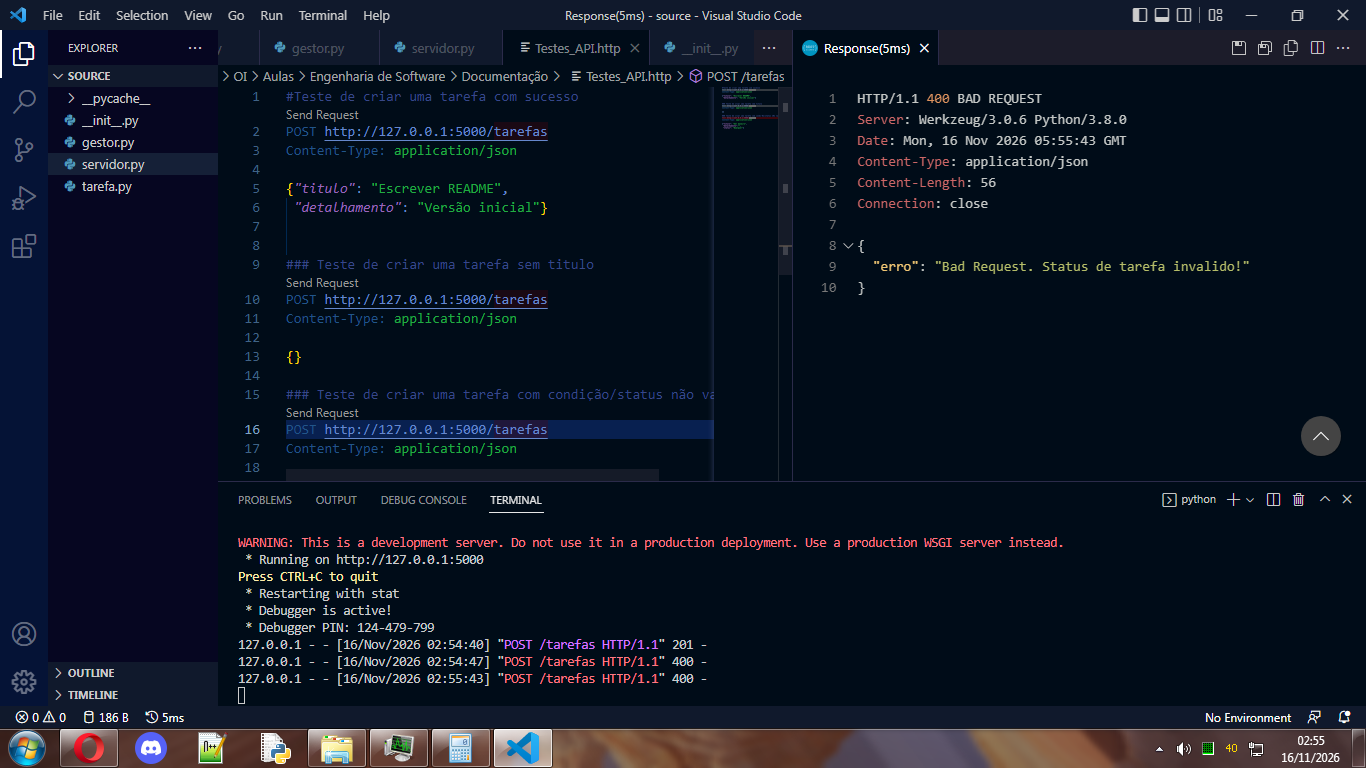 File Edit Selection View Go Run Terminal Help
Response(5ms) - source - Visual Studio Code
EXPLORER
SOURCE
__pycache__
__init__.py
gestor.py
servidor.py
tarefa.py
OUTLINE
TIMELINE
gestor.py servidor.py Testes_API.http __init__.py
OI > Aulas > Engenharia de Software > Documentação > Testes_API.http > POST /tarefas
1 #Teste de criar uma tarefa com sucesso
Send Request
2 POST http://127.0.0.1:5000/tarefas
3 Content-Type: application/json
4
5 {"titulo": "Escrever README",
6 "detalhamento": "Versão inicial"}
7
8
9 ### Teste de criar uma tarefa sem titulo
Send Request
10 POST http://127.0.0.1:5000/tarefas
11 Content-Type: application/json
12
13 {}
14
15 ### Teste de criar uma tarefa com condição/status não va
Send Request
16 POST http://127.0.0.1:5000/tarefas
17 Content-Type: application/json
18
Response(5ms)
1 HTTP/1.1 400 BAD REQUEST
2 Server: Werkzeug/3.0.6 Python/3.8.0
3 Date: Mon, 16 Nov 2026 05:55:43 GMT
4 Content-Type: application/json
5 Content-Length: 56
6 Connection: close
7
8 {
9 "erro": "Bad Request. Status de tarefa invalido!"
10 }
PROBLEMS OUTPUT DEBUG CONSOLE TERMINAL
python
WARNING: This is a development server. Do not use it in a production deployment. Use a production WSGI server instead.
* Running on http://127.0.0.1:5000
Press CTRL+C to quit
* Restarting with stat
* Debugger is active!
* Debugger PIN: 124-479-799
127.0.0.1 - - [16/Nov/2026 02:54:40] "POST /tarefas HTTP/1.1" 201 -
127.0.0.1 - - [16/Nov/2026 02:54:47] "POST /tarefas HTTP/1.1" 400 -
127.0.0.1 - - [16/Nov/2026 02:55:43] "POST /tarefas HTTP/1.1" 400 -
0 0 186 B 5ms
No Environment
40
02:55
16/11/2026